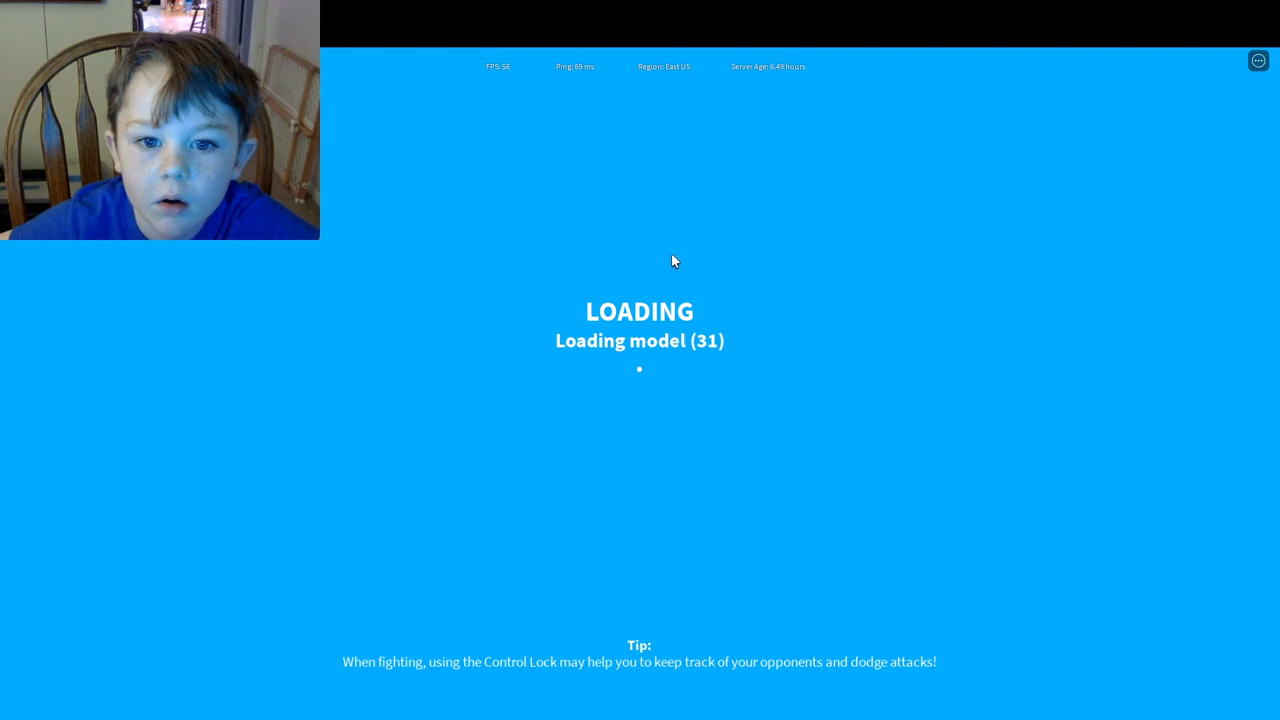 FPS: 56 Ping: 69 ms Region: East US Server Age: 6.49 hours
LOADING
Loading model (31)
Tip:
When fighting, using the Control Lock may help you to keep track of your opponents and dodge attacks!